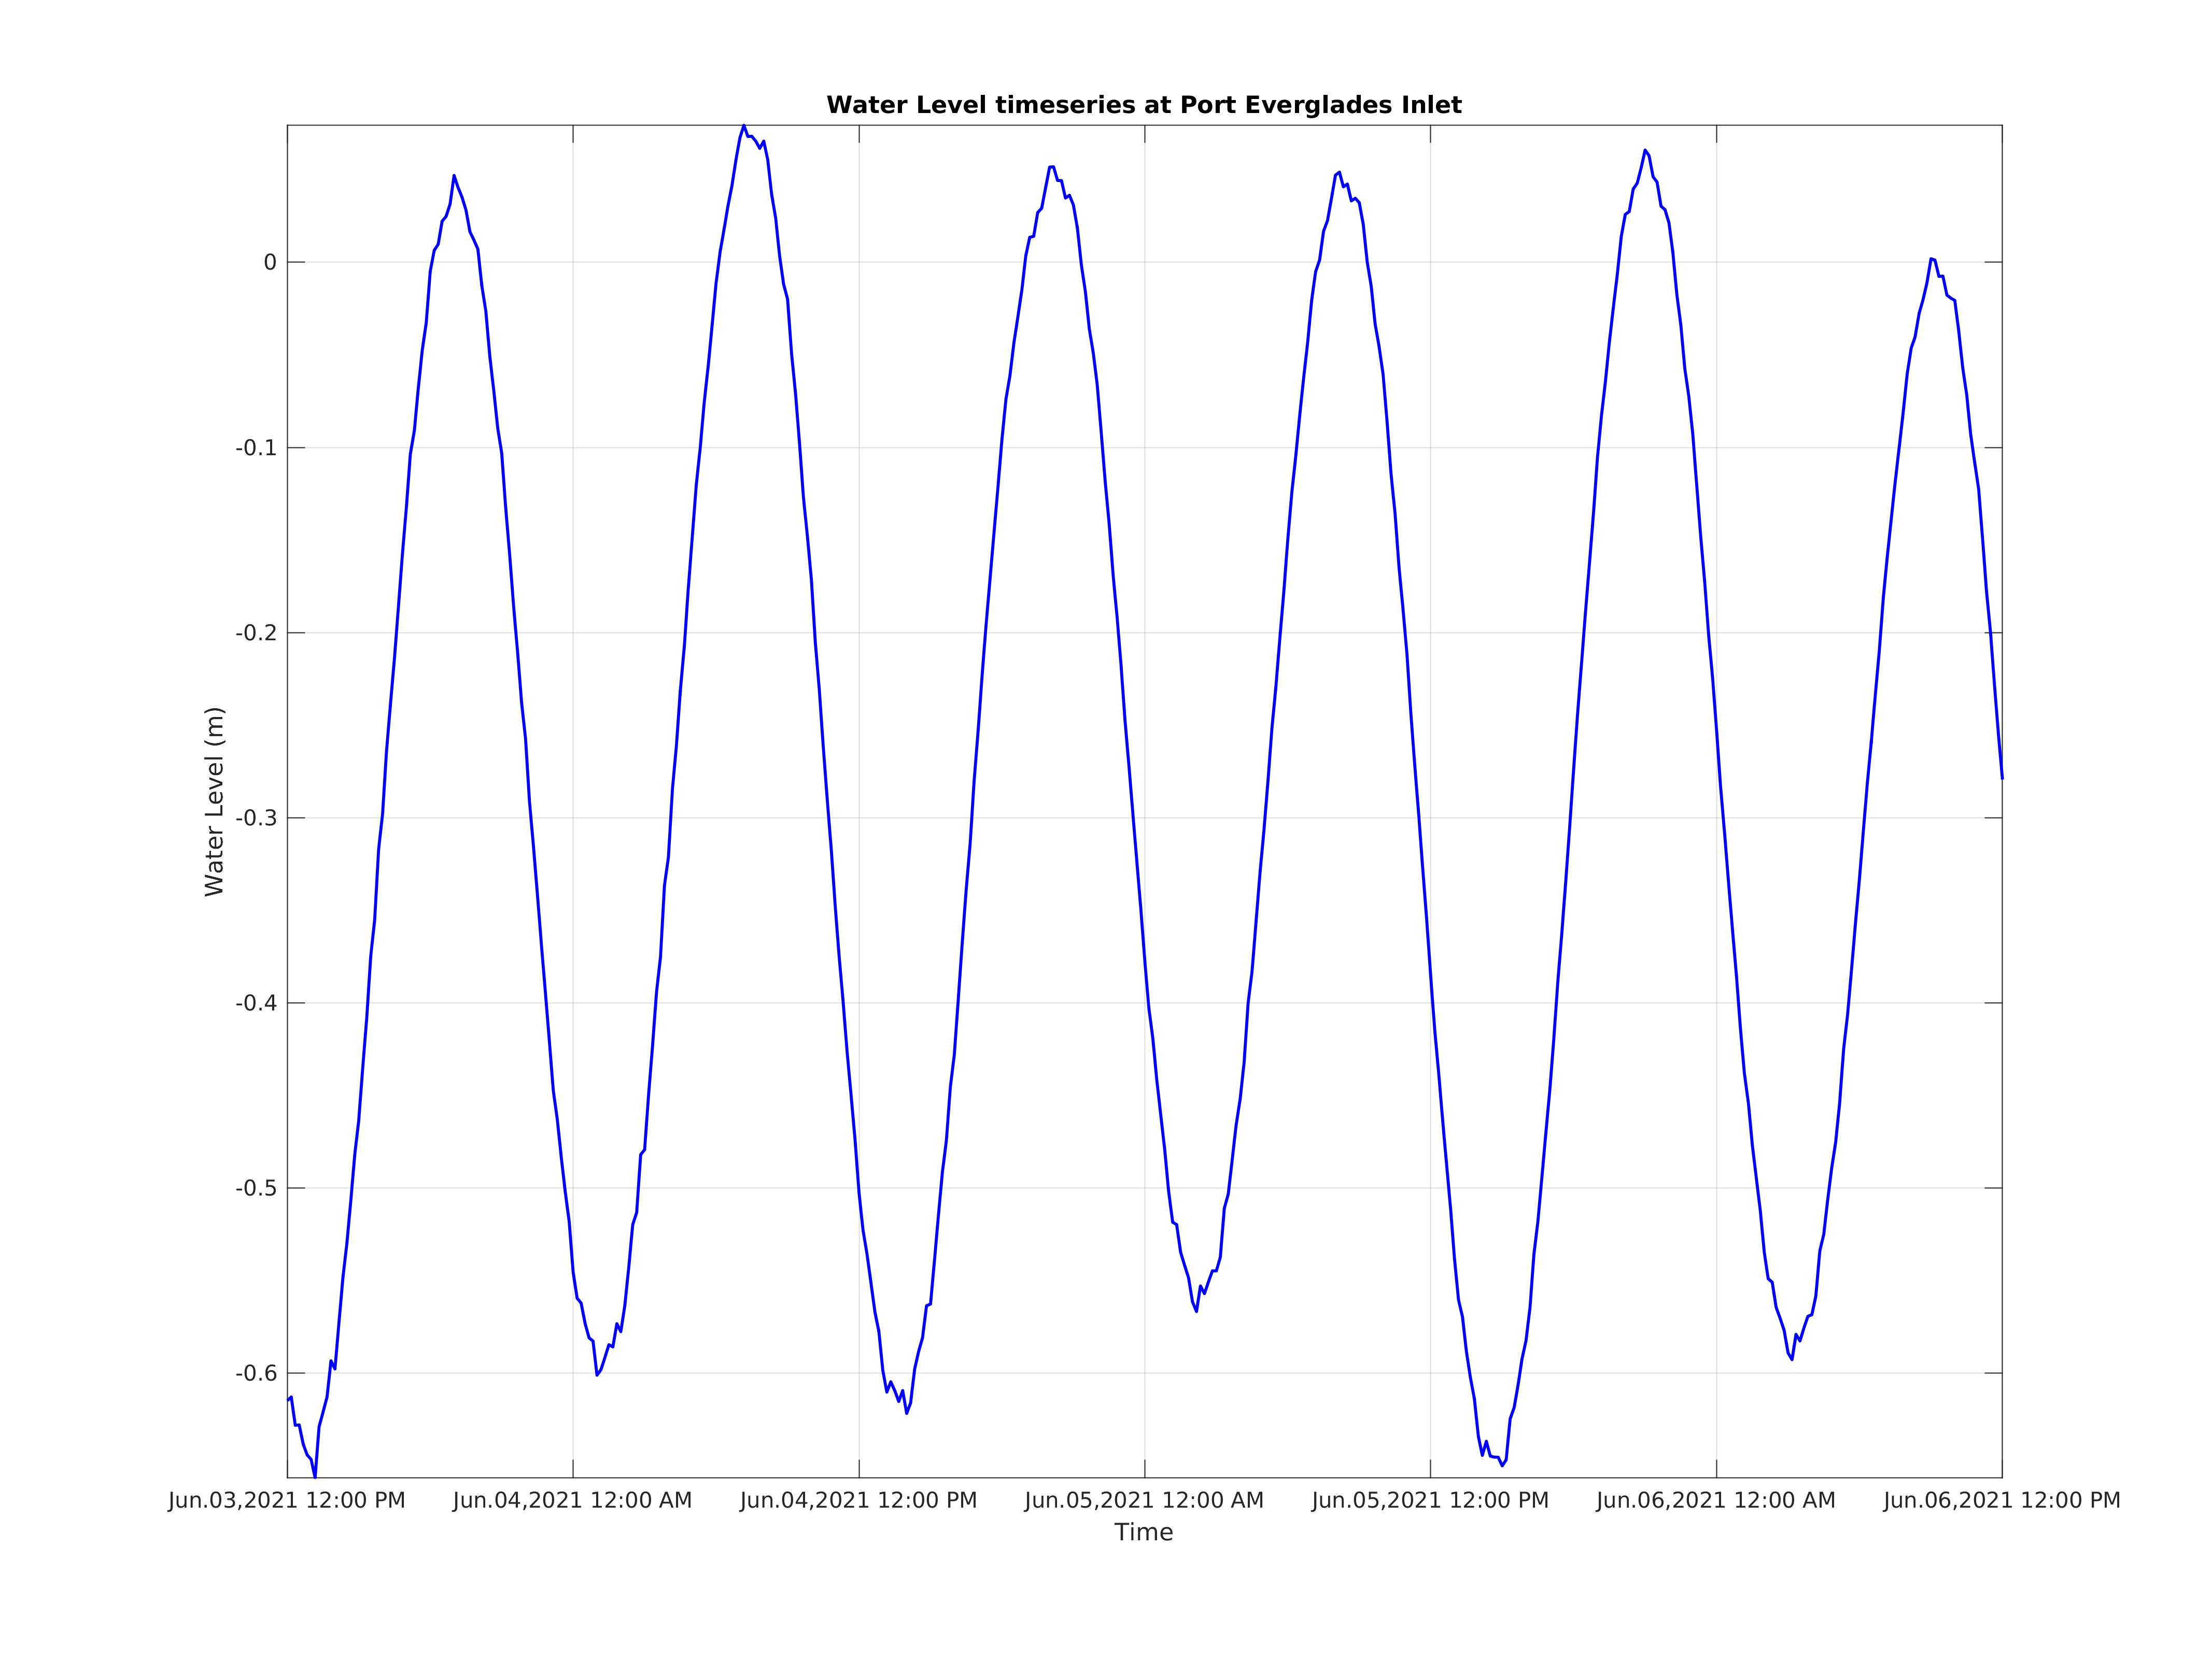 Water Level timeseries at Port Everglades Inlet
0
-0.1
-0.2
-0.3
-0.4
-0.5
-0.6
Water Level (m)
Jun.03,2021 12:00 PM Jun.04,2021 12:00 AM Jun.04,2021 12:00 PM Jun.05,2021 12:00 AM Jun.05,2021 12:00 PM Jun.06,2021 12:00 AM Jun.06,2021 12:00 PM
Time